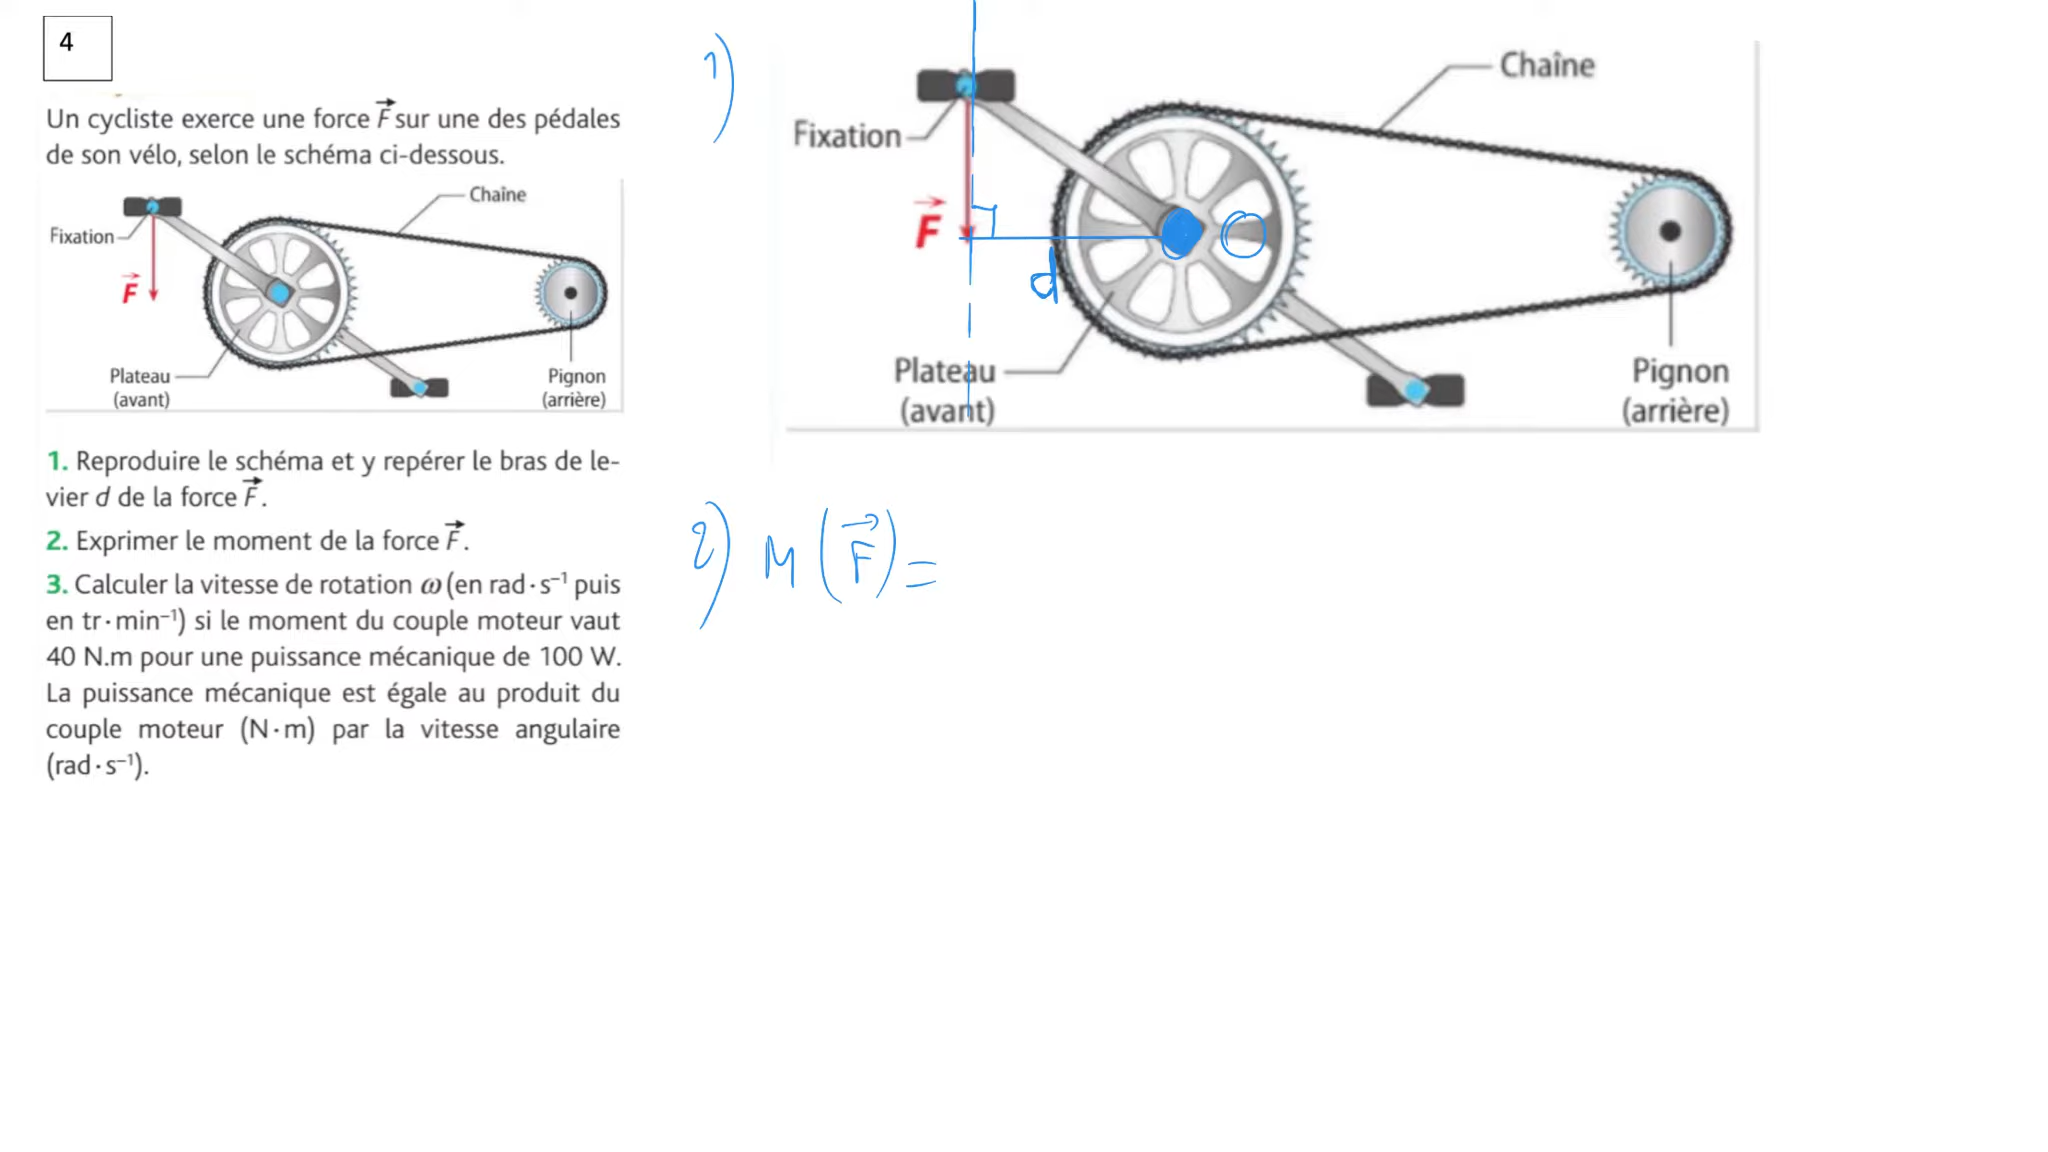 4
Un cycliste exerce une force F⃗ sur une des pédales
de son vélo, selon le schéma ci-dessous.
Chaîne
Fixation
F⃗
Plateau
(avant)
Pignon
(arrière)
1. Reproduire le schéma et y repérer le bras de le-
vier d de la force F⃗.
2. Exprimer le moment de la force F⃗.
3. Calculer la vitesse de rotation ω (en rad·s⁻¹ puis
en tr·min⁻¹) si le moment du couple moteur vaut
40 N.m pour une puissance mécanique de 100 W.
La puissance mécanique est égale au produit du
couple moteur (N·m) par la vitesse angulaire
(rad·s⁻¹).
1)
Chaîne
Fixation
F⃗
O
d
Plateau
(avant)
Pignon
(arrière)
2) M (F⃗) =